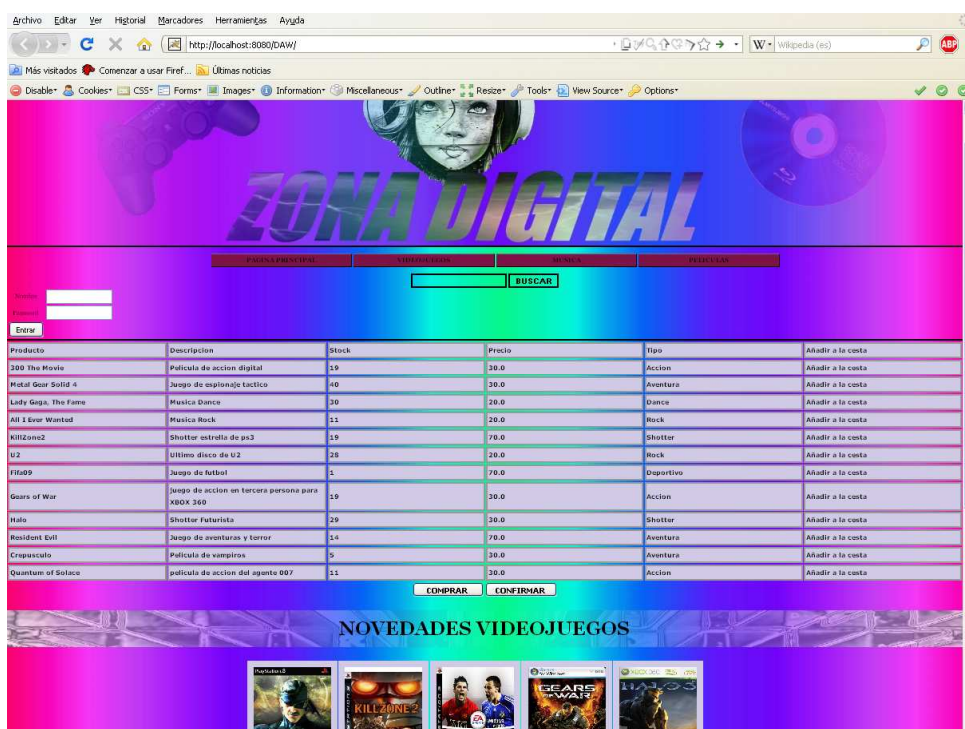 Archivo Editar Ver Historial Marcadores Herramientas Ayuda
http://localhost:8080/DAW/ W Wikipedia (es) ABP
Más visitados Comenzar a usar Firef... Últimas noticias
Disable Cookies CSS Forms Images Information Miscellaneous Outline Resize Tools View Source Options
ZONA DIGITAL
PAGINA PRINCIPAL VIDEOJUEGOS MUSICA PELICULAS
BUSCAR
Nombre
Password
Entrar
Producto Descripcion Stock Precio Tipo Añadir a la cesta
300 The Movie Pelicula de accion digital 19 30.0 Accion Añadir a la cesta
Metal Gear Solid 4 Juego de espionaje tactico 40 30.0 Aventura Añadir a la cesta
Lady Gaga, The Fame Musica Dance 30 20.0 Dance Añadir a la cesta
All I Ever Wanted Musica Rock 11 20.0 Rock Añadir a la cesta
KillZone2 Shotter estrella de ps3 19 70.0 Shotter Añadir a la cesta
U2 Ultimo disco de U2 28 20.0 Rock Añadir a la cesta
Fifa09 Juego de futbol 1 70.0 Deportivo Añadir a la cesta
Gears of War juego de accion en tercera persona para XBOX 360 19 30.0 Accion Añadir a la cesta
Halo Shotter Futurista 29 30.0 Shotter Añadir a la cesta
Resident Evil Juego de aventuras y terror 14 70.0 Aventura Añadir a la cesta
Crepusculo Pelicula de vampiros 5 30.0 Aventura Añadir a la cesta
Quantum of Solace pelicula de accion del agente 007 11 30.0 Accion Añadir a la cesta
COMPRAR CONFIRMAR
NOVEDADES VIDEOJUEGOS
KILLZONE 2
GEARS OF WAR
XBOX 360
HALO 3